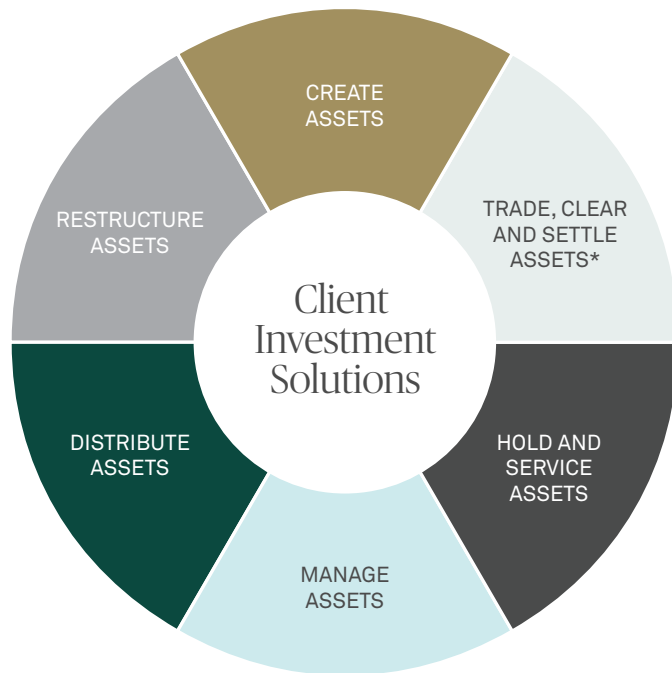 CREATE
ASSETS
TRADE, CLEAR
AND SETTLE
ASSETS*
HOLD AND
SERVICE
ASSETS
MANAGE
ASSETS
DISTRIBUTE
ASSETS
RESTRUCTURE
ASSETS
Client
Investment
Solutions